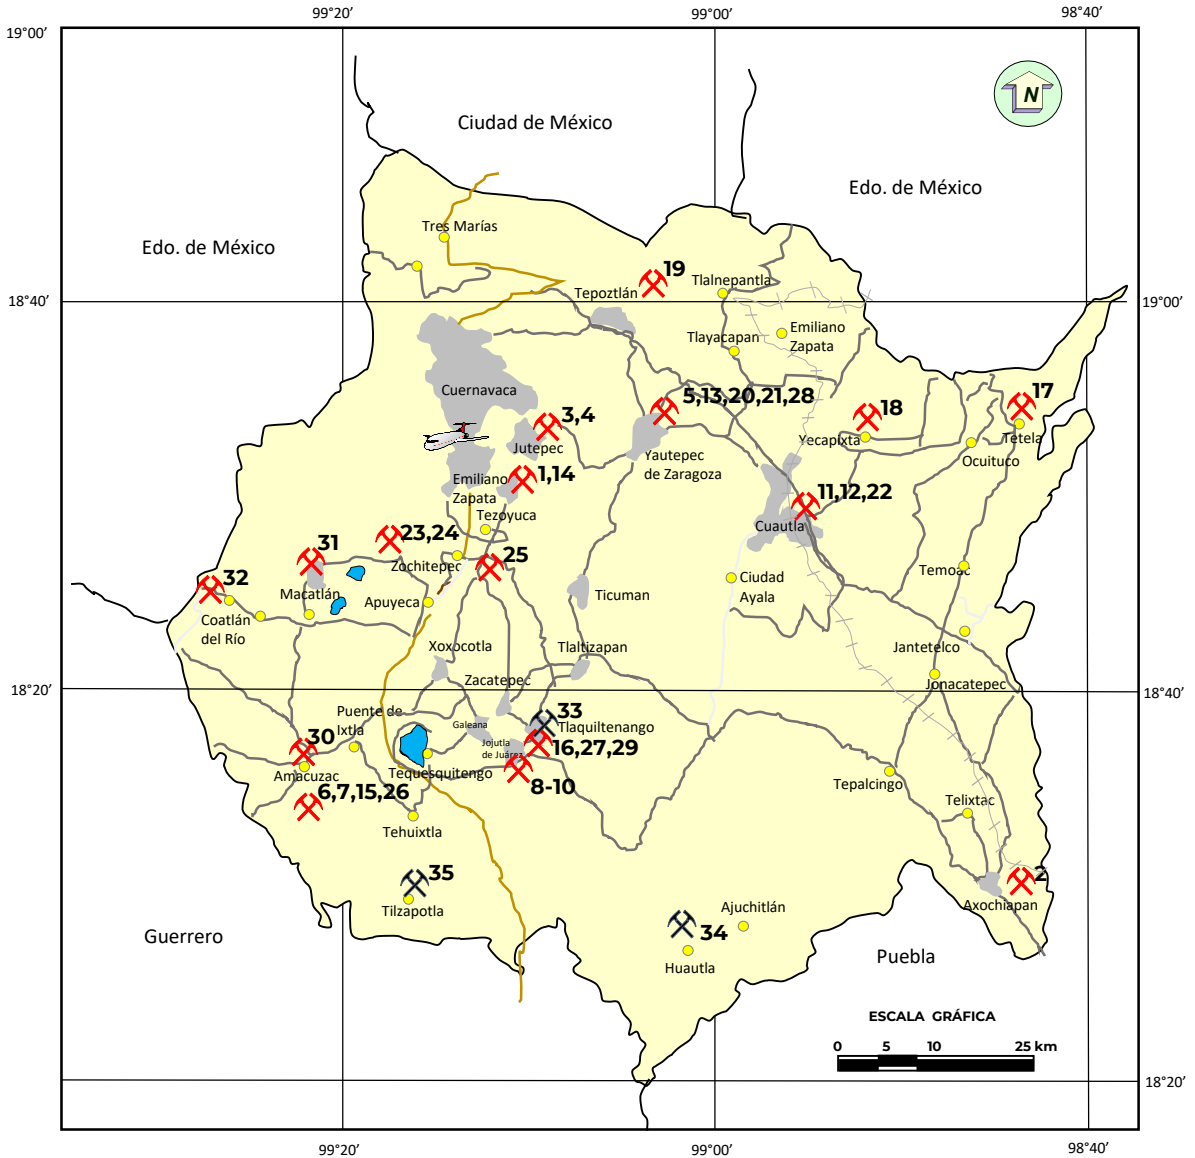 99°20′
99°00′
98°40′
19°00′
N
Ciudad de México
Edo. de México
Edo. de México
Tres Marías
19
Tlalnepantla
Tepoztlán
18°40′
19°00′
Emiliano
Zapata
Tlayacapan
Cuernavaca
5,13,20,21,28
17
3,4
18
Tetela
Yecapixta
Jutepec
Yautepec
de Zaragoza
Ocuituco
1,14
Emiliano
Zapata
11,12,22
Tezoyuca
Cuautla
23,24
31
25
Zochitepec
Temoac
32
Ciudad
Ayala
Macatlán
Apuyeca
Ticuman
Coatlán
del Río
Xoxocotla
Tlaltizapan
Jantetelco
Zacatepec
Jonacatepec
18°20′
18°40′
Puente de
Ixtla
33
Galeana
Tlaquiltenango
30
Jojutla
de Juárez
16,27,29
Amacuzac
Tequesquitengo
8-10
Tepalcingo
6,7,15,26
Telixtac
Tehuixtla
35
2
Tilzapotla
Axochiapan
Ajuchitlán
34
Guerrero
Huautla
Puebla
ESCALA GRÁFICA
0 5 10 25 km
18°20′
99°20′
99°00′
98°40′